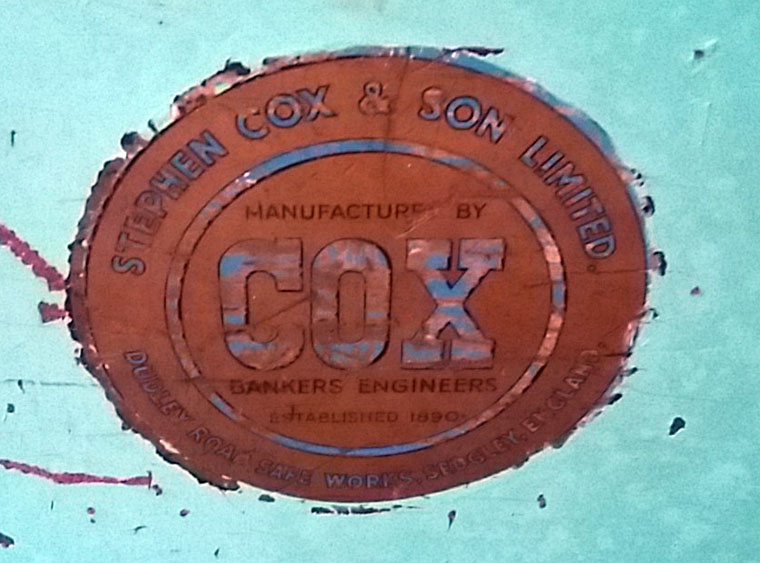 STEPHEN COX & SON LIMITED.
MANUFACTURED BY
COX
BANKERS ENGINEERS
ESTABLISHED 1890
DUDLEY ROAD SAFE WORKS, SEDGLEY, ENGLAND.